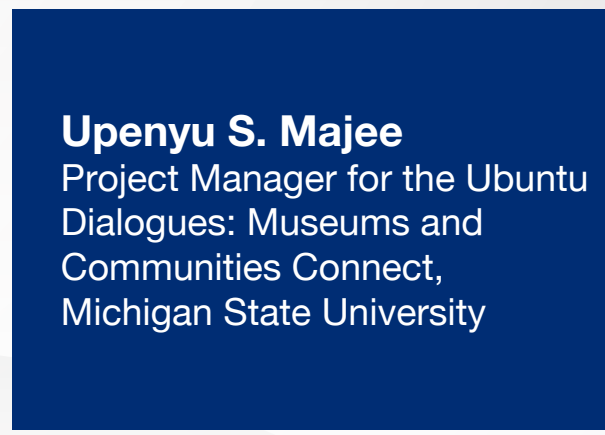 Upenyu S. Majee
Project Manager for the Ubuntu
Dialogues: Museums and
Communities Connect,
Michigan State University